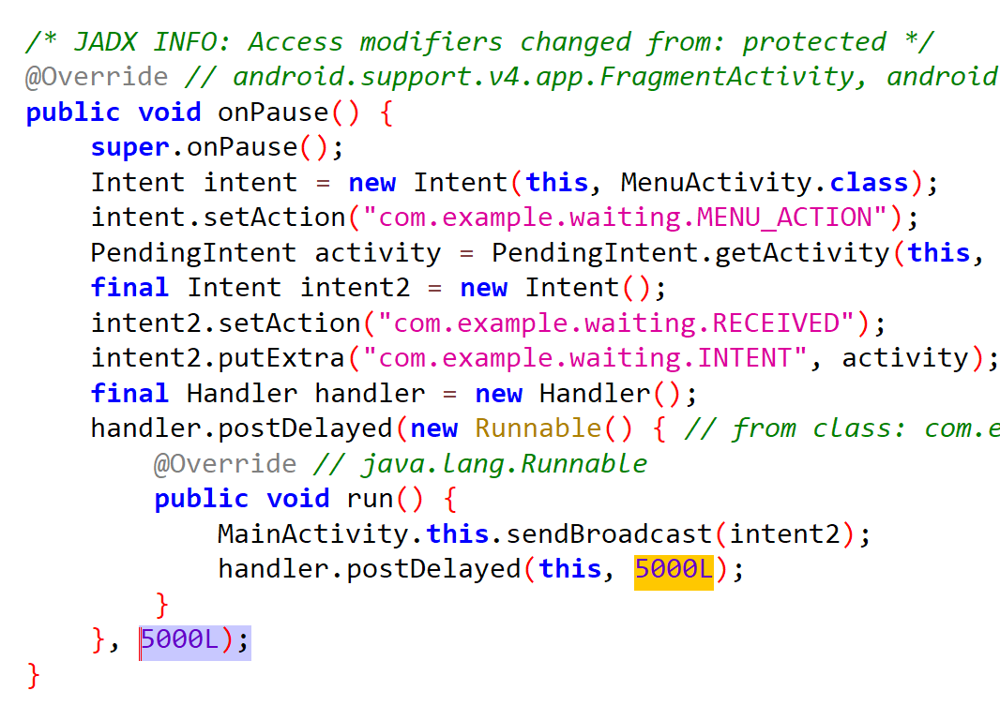 /* JADX INFO: Access modifiers changed from: protected */
@Override // android.support.v4.app.FragmentActivity, android
public void onPause() {
super.onPause();
Intent intent = new Intent(this, MenuActivity.class);
intent.setAction("com.example.waiting.MENU_ACTION");
PendingIntent activity = PendingIntent.getActivity(this,
final Intent intent2 = new Intent();
intent2.setAction("com.example.waiting.RECEIVED");
intent2.putExtra("com.example.waiting.INTENT", activity);
final Handler handler = new Handler();
handler.postDelayed(new Runnable() { // from class: com.e
@Override // java.lang.Runnable
public void run() {
MainActivity.this.sendBroadcast(intent2);
handler.postDelayed(this, 5000L);
}
}, 5000L);
}